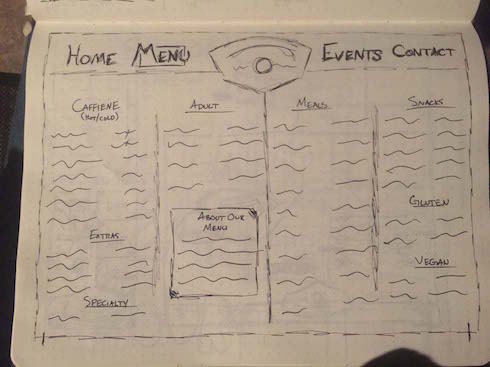 HOME MENU EVENTS CONTACT
CAFFIENE
(HOT/COLD)
ADULT
MEALS
SNACKS
GLUTEN
ABOUT OUR
MENU
EXTRAS
VEGAN
SPECIALTY